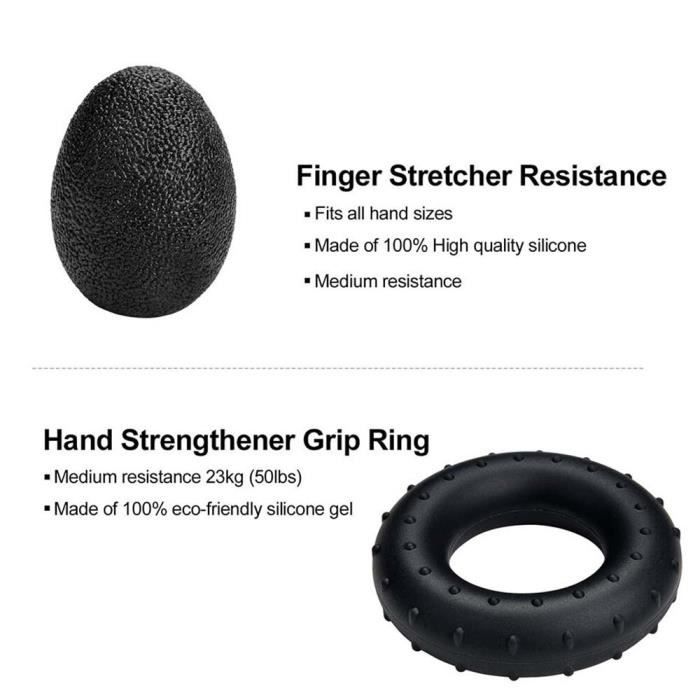 Finger Stretcher Resistance
▪ Fits all hand sizes
▪ Made of 100% High quality silicone
▪ Medium resistance
Hand Strengthener Grip Ring
▪ Medium resistance 23kg (50lbs)
▪ Made of 100% eco-friendly silicone gel